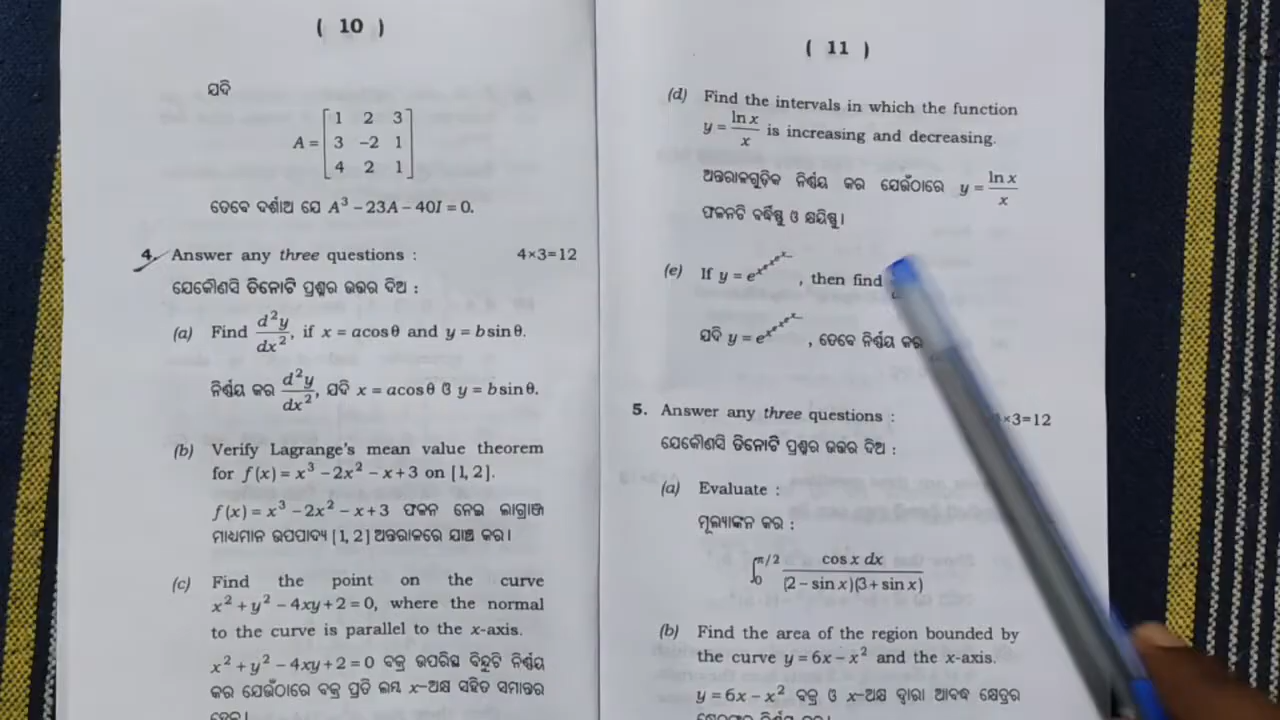 ( 10 )
ଯଦି
A = [ 1 2 3
3 −2 1
4 2 1 ]
ତେବେ ଦର୍ଶାଅ ଯେ A³ − 23A − 40I = 0.
4. Answer any three questions : 4×3=12
ଯେକୌଣସି ତିନୋଟି ପ୍ରଶ୍ନର ଉତ୍ତର ଦିଅ :
(a) Find d²y/dx², if x = a cos θ and y = b sin θ.
ନିର୍ଣ୍ଣୟ କର d²y/dx², ଯଦି x = a cos θ ଓ y = b sin θ.
(b) Verify Lagrange's mean value theorem
for f(x) = x³ − 2x² − x + 3 on [1, 2].
f(x) = x³ − 2x² − x + 3 ଫଳନ ନେଇ ଲାଗ୍ରାଞ୍ଜ
ମାଧ୍ୟମାନ ଉପପାଦ୍ୟ [1, 2] ଅନ୍ତରାଳରେ ଯାଞ୍ଚ କର।
(c) Find the point on the curve
x² + y² − 4xy + 2 = 0, where the normal
to the curve is parallel to the x-axis.
x² + y² − 4xy + 2 = 0 ବକ୍ର ଉପରିସ୍ଥ ବିନ୍ଦୁଟି ନିର୍ଣ୍ଣୟ
କର ଯେଉଁଠାରେ ବକ୍ର ପ୍ରତି ଲମ୍ବ x-ଅକ୍ଷ ସହିତ ସମାନ୍ତର
( 11 )
(d) Find the intervals in which the function
y = ln x / x is increasing and decreasing.
ଅନ୍ତରାଳଗୁଡ଼ିକ ନିର୍ଣ୍ଣୟ କର ଯେଉଁଠାରେ y = ln x / x
ଫଳନଟି ବର୍ଦ୍ଧିଷ୍ଣୁ ଓ କ୍ଷୟିଷ୍ଣୁ।
(e) If y = e^x^e^x^e^x^..., then find
ଯଦି y = e^x^e^x^e^x^..., ତେବେ ନିର୍ଣ୍ଣୟ କର
5. Answer any three questions : ×3=12
ଯେକୌଣସି ତିନୋଟି ପ୍ରଶ୍ନର ଉତ୍ତର ଦିଅ :
(a) Evaluate :
ମୂଲ୍ୟାଙ୍କନ କର :
∫₀^π/2 cos x dx / (2 − sin x)(3 + sin x)
(b) Find the area of the region bounded by
the curve y = 6x − x² and the x-axis.
y = 6x − x² ବକ୍ର ଓ x-ଅକ୍ଷ ଦ୍ୱାରା ଆବଦ୍ଧ କ୍ଷେତ୍ରର